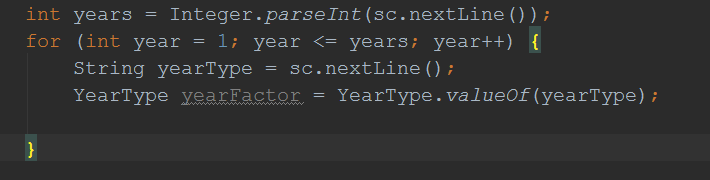 int years = Integer.parseInt(sc.nextLine());
for (int year = 1; year <= years; year++) {
    String yearType = sc.nextLine();
    YearType yearFactor = YearType.valueOf(yearType);
}